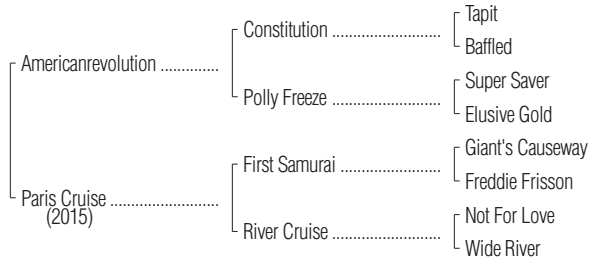 Tapit
Constitution ..........................
Baffled
Americanrevolution ..............
Super Saver
Polly Freeze ..........................
Elusive Gold
Giant's Causeway
First Samurai ........................
Freddie Frisson
Paris Cruise ..........................
(2015)
Not For Love
River Cruise ...........................
Wide River